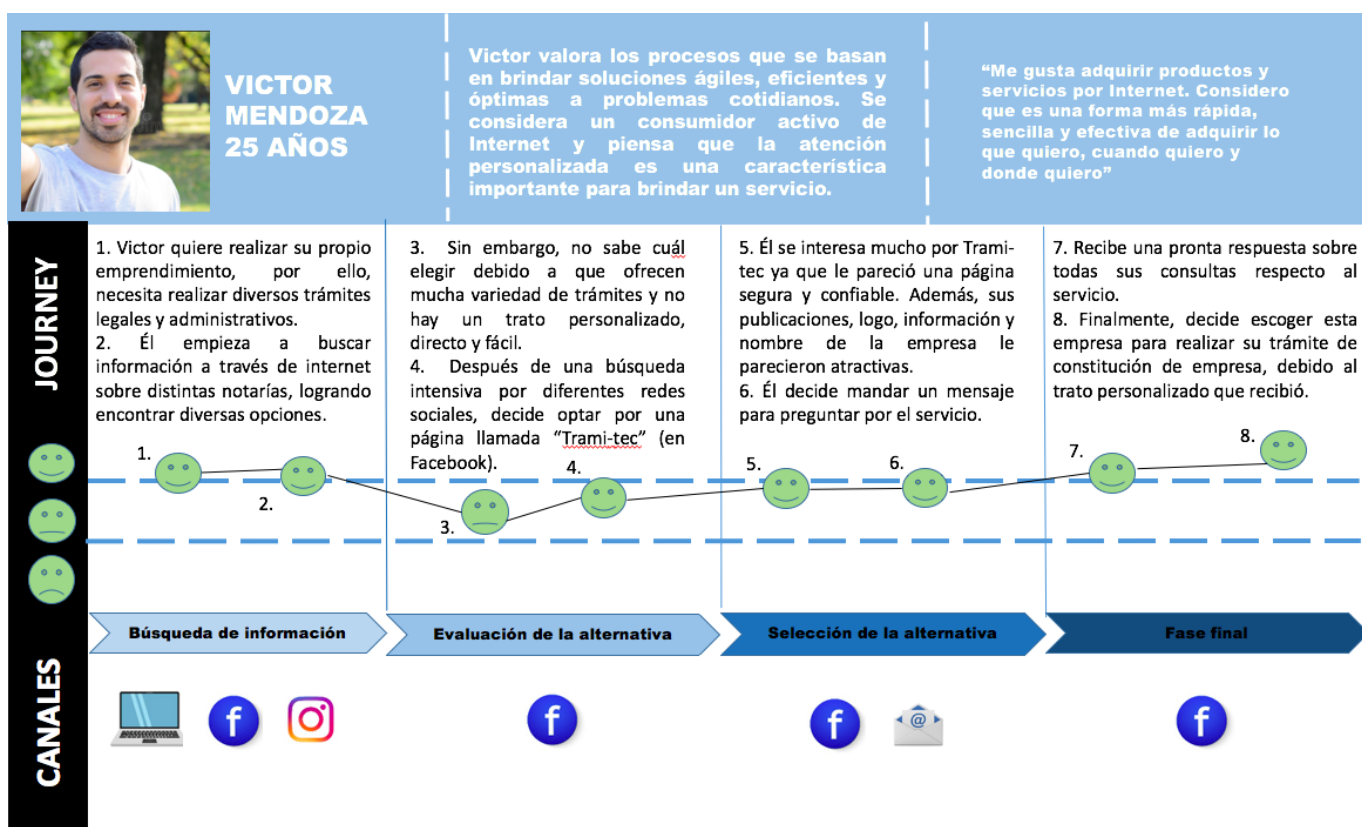 VICTOR
MENDOZA
25 AÑOS
Victor valora los procesos que se basan
en brindar soluciones ágiles, eficientes y
óptimas a problemas cotidianos. Se
considera un consumidor activo de
Internet y piensa que la atención
personalizada es una característica
importante para brindar un servicio.
“Me gusta adquirir productos y
servicios por Internet. Considero
que es una forma más rápida,
sencilla y efectiva de adquirir lo
que quiero, cuando quiero y
donde quiero”
JOURNEY
1. Victor quiere realizar su propio
emprendimiento, por ello,
necesita realizar diversos trámites
legales y administrativos.
2. Él empieza a buscar
información a través de internet
sobre distintas notarías, logrando
encontrar diversas opciones.
3. Sin embargo, no sabe cuál
elegir debido a que ofrecen
mucha variedad de trámites y no
hay un trato personalizado,
directo y fácil.
4. Después de una búsqueda
intensiva por diferentes redes
sociales, decide optar por una
página llamada “Trami-tec” (en
Facebook).
5. Él se interesa mucho por Trami-
tec ya que le pareció una página
segura y confiable. Además, sus
publicaciones, logo, información y
nombre de la empresa le
parecieron atractivas.
6. Él decide mandar un mensaje
para preguntar por el servicio.
7. Recibe una pronta respuesta sobre
todas sus consultas respecto al
servicio.
8. Finalmente, decide escoger esta
empresa para realizar su trámite de
constitución de empresa, debido al
trato personalizado que recibió.
1.
2.
3.
4.
5.
6.
7.
8.
Búsqueda de información
Evaluación de la alternativa
Selección de la alternativa
Fase final
CANALES
f
f
f
@
f